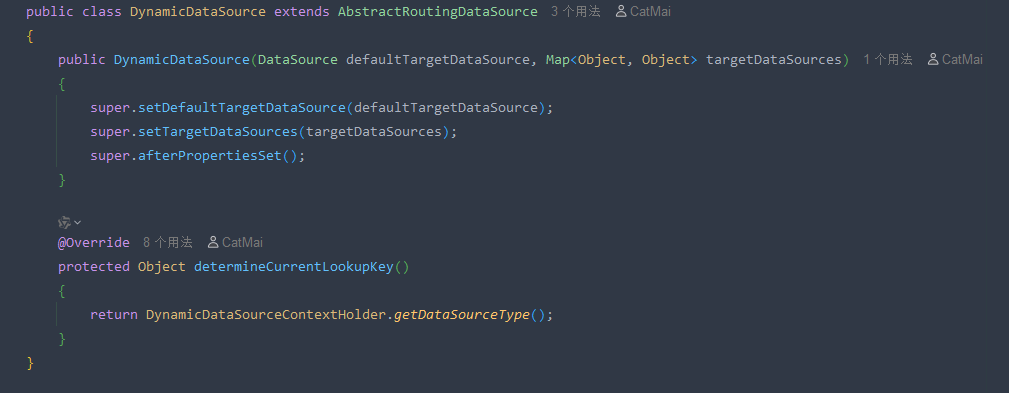 public class DynamicDataSource extends AbstractRoutingDataSource 3 个用法 CatMai
{
public DynamicDataSource(DataSource defaultTargetDataSource, Map<Object, Object> targetDataSources) 1 个用法 CatMai
{
super.setDefaultTargetDataSource(defaultTargetDataSource);
super.setTargetDataSources(targetDataSources);
super.afterPropertiesSet();
}
@Override 8 个用法 CatMai
protected Object determineCurrentLookupKey()
{
return DynamicDataSourceContextHolder.getDataSourceType();
}
}